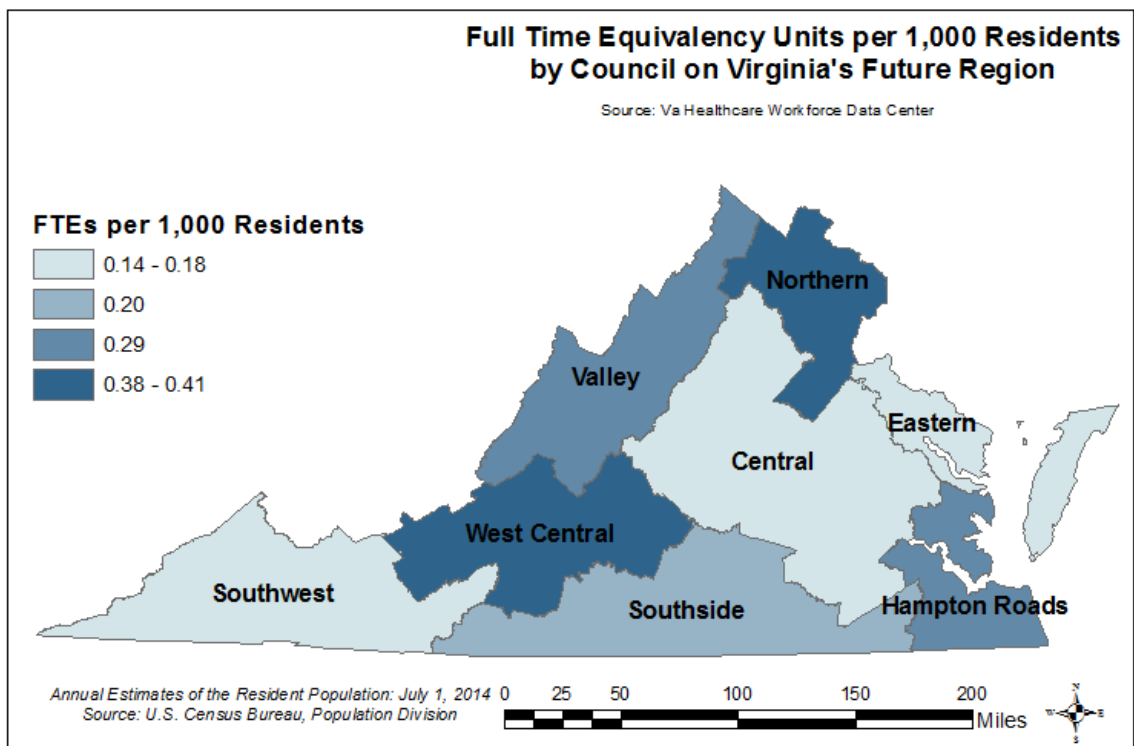 Full Time Equivalency Units per 1,000 Residents
by Council on Virginia's Future Region
Source: Va Healthcare Workforce Data Center
FTEs per 1,000 Residents
0.14 - 0.18
0.20
0.29
0.38 - 0.41
Northern
Valley
Eastern
Central
West Central
Southwest
Southside
Hampton Roads
Annual Estimates of the Resident Population: July 1, 2014
Source: U.S. Census Bureau, Population Division
0 25 50 100 150 200
Miles
N
W E
S